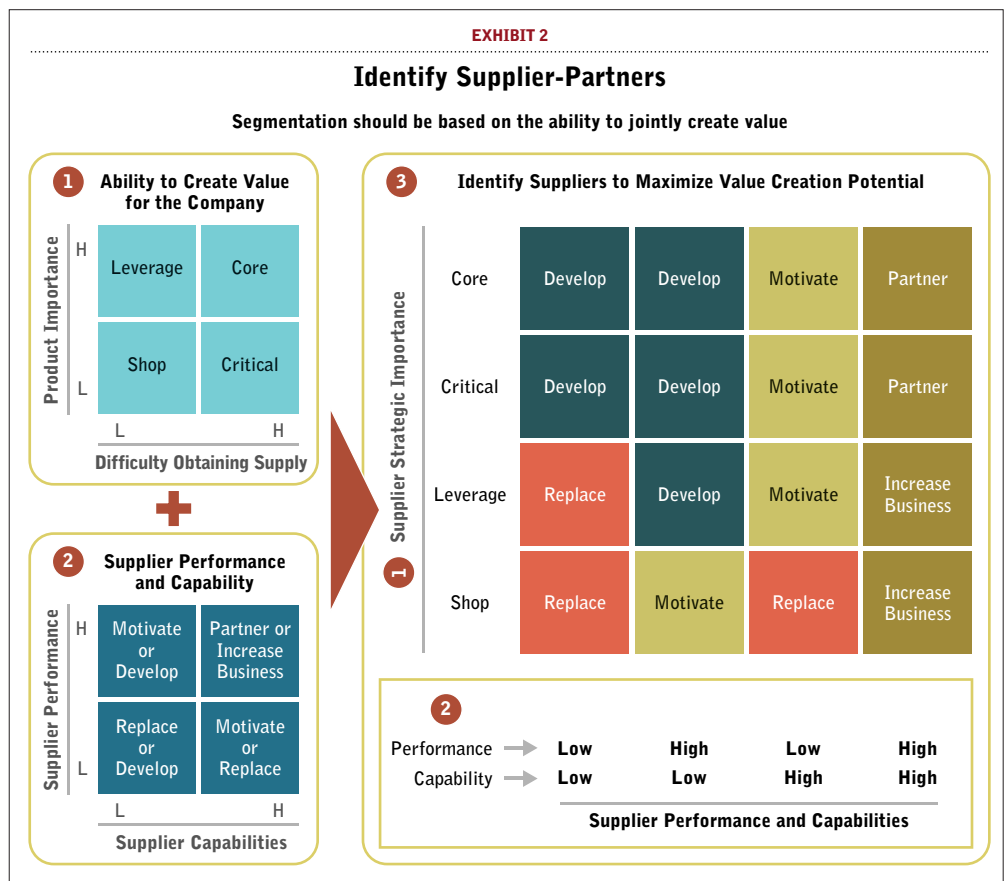 EXHIBIT 2
Identify Supplier-Partners
Segmentation should be based on the ability to jointly create value
1
Ability to Create Value
for the Company
Product Importance
H
L
Leverage
Core
Shop
Critical
L
H
Difficulty Obtaining Supply
+
2
Supplier Performance
and Capability
Supplier Performance
H
L
Motivate
or
Develop
Partner or
Increase
Business
Replace
or
Develop
Motivate
or
Replace
L
H
Supplier Capabilities
3
Identify Suppliers to Maximize Value Creation Potential
1
Supplier Strategic Importance
Core
Develop
Develop
Motivate
Partner
Critical
Develop
Develop
Motivate
Partner
Leverage
Replace
Develop
Motivate
Increase
Business
Shop
Replace
Motivate
Replace
Increase
Business
2
Performance
Low
High
Low
High
Capability
Low
Low
High
High
Supplier Performance and Capabilities